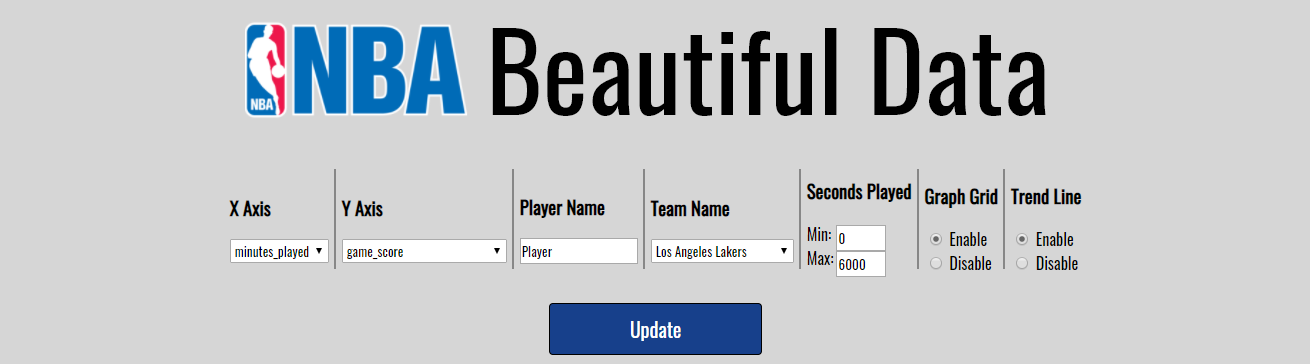 NBA NBA Beautiful Data
X Axis
minutes_played
Y Axis
game_score
Player Name
Player
Team Name
Los Angeles Lakers
Seconds Played
Min: 0
Max: 6000
Graph Grid
Enable
Disable
Trend Line
Enable
Disable
Update